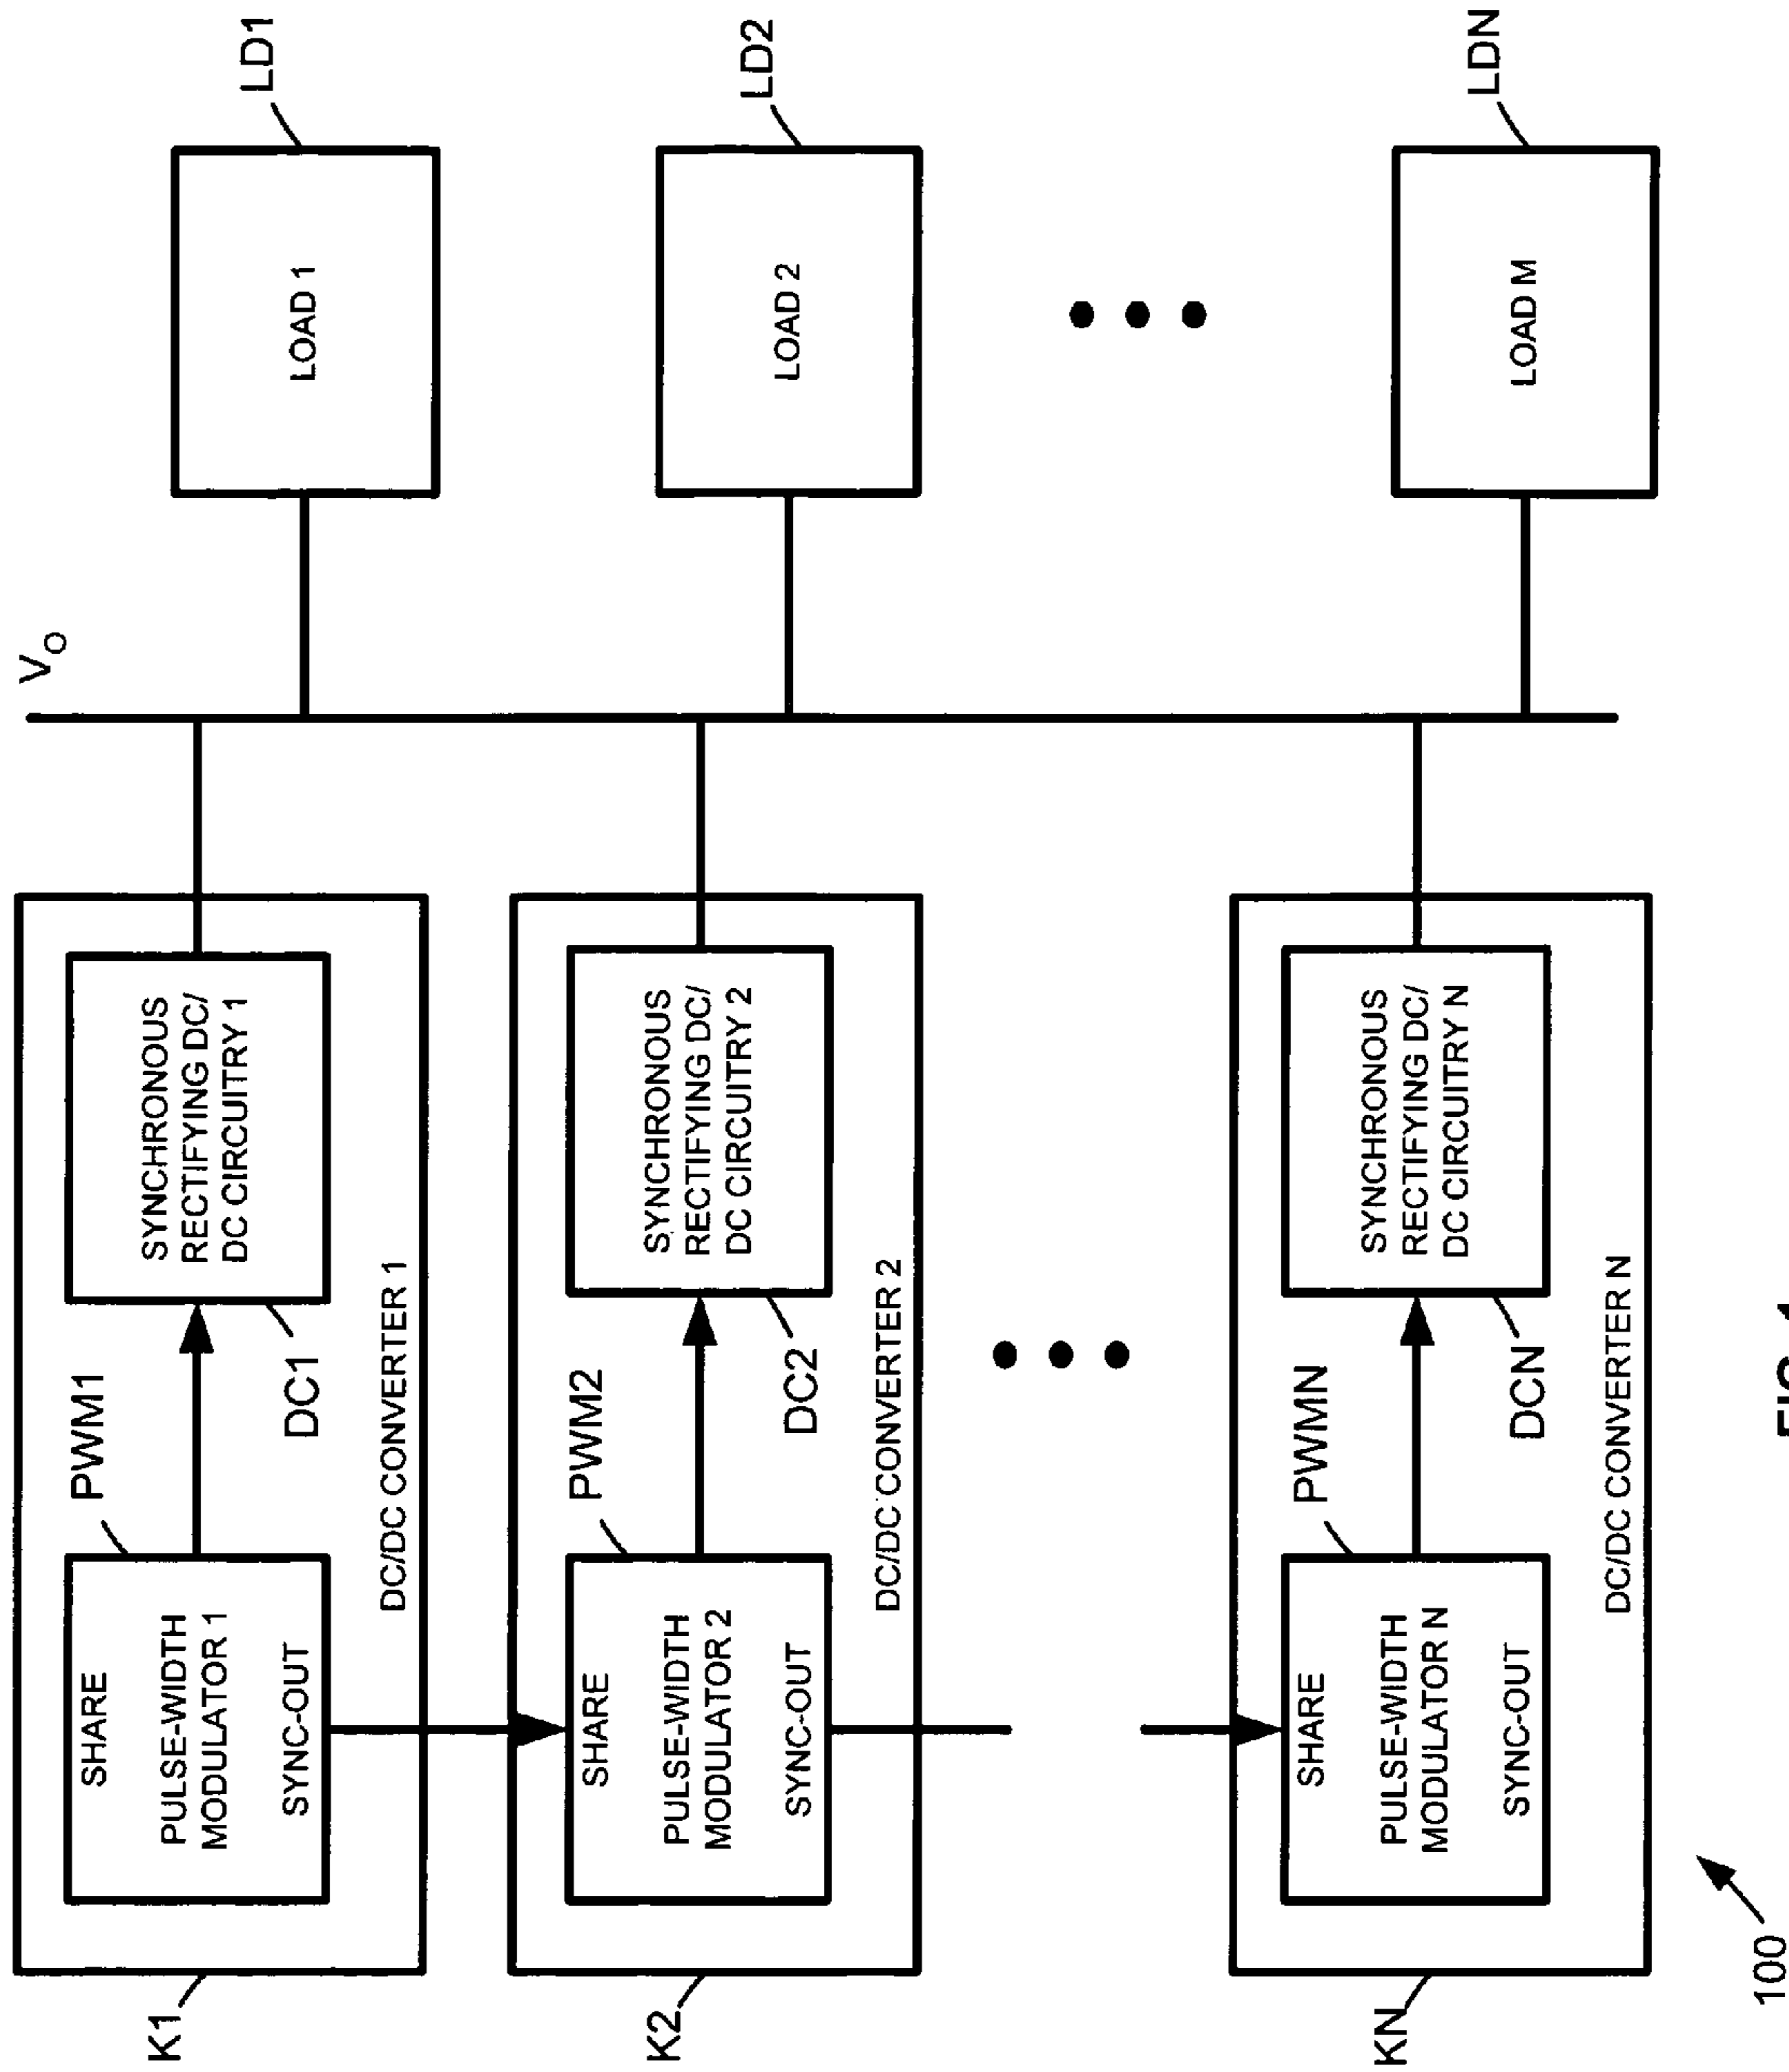 K1
SHARE
PULSE-WIDTH
MODULATOR 1
SYNC-OUT
PWM1
SYNCHRONOUS
RECTIFYING DC/
DC CIRCUITRY 1
DC1
DC/DC CONVERTER 1
V_O
LOAD 1
LD1
K2
SHARE
PULSE-WIDTH
MODULATOR 2
SYNC-OUT
PWM2
SYNCHRONOUS
RECTIFYING DC/
DC CIRCUITRY 2
DC2
DC/DC CONVERTER 2
LOAD 2
LD2
KN
SHARE
PULSE-WIDTH
MODULATOR N
SYNC-OUT
PWMN
SYNCHRONOUS
RECTIFYING DC/
DC CIRCUITRY N
DCN
DC/DC CONVERTER N
LOAD M
LDN
100
FIG. 1